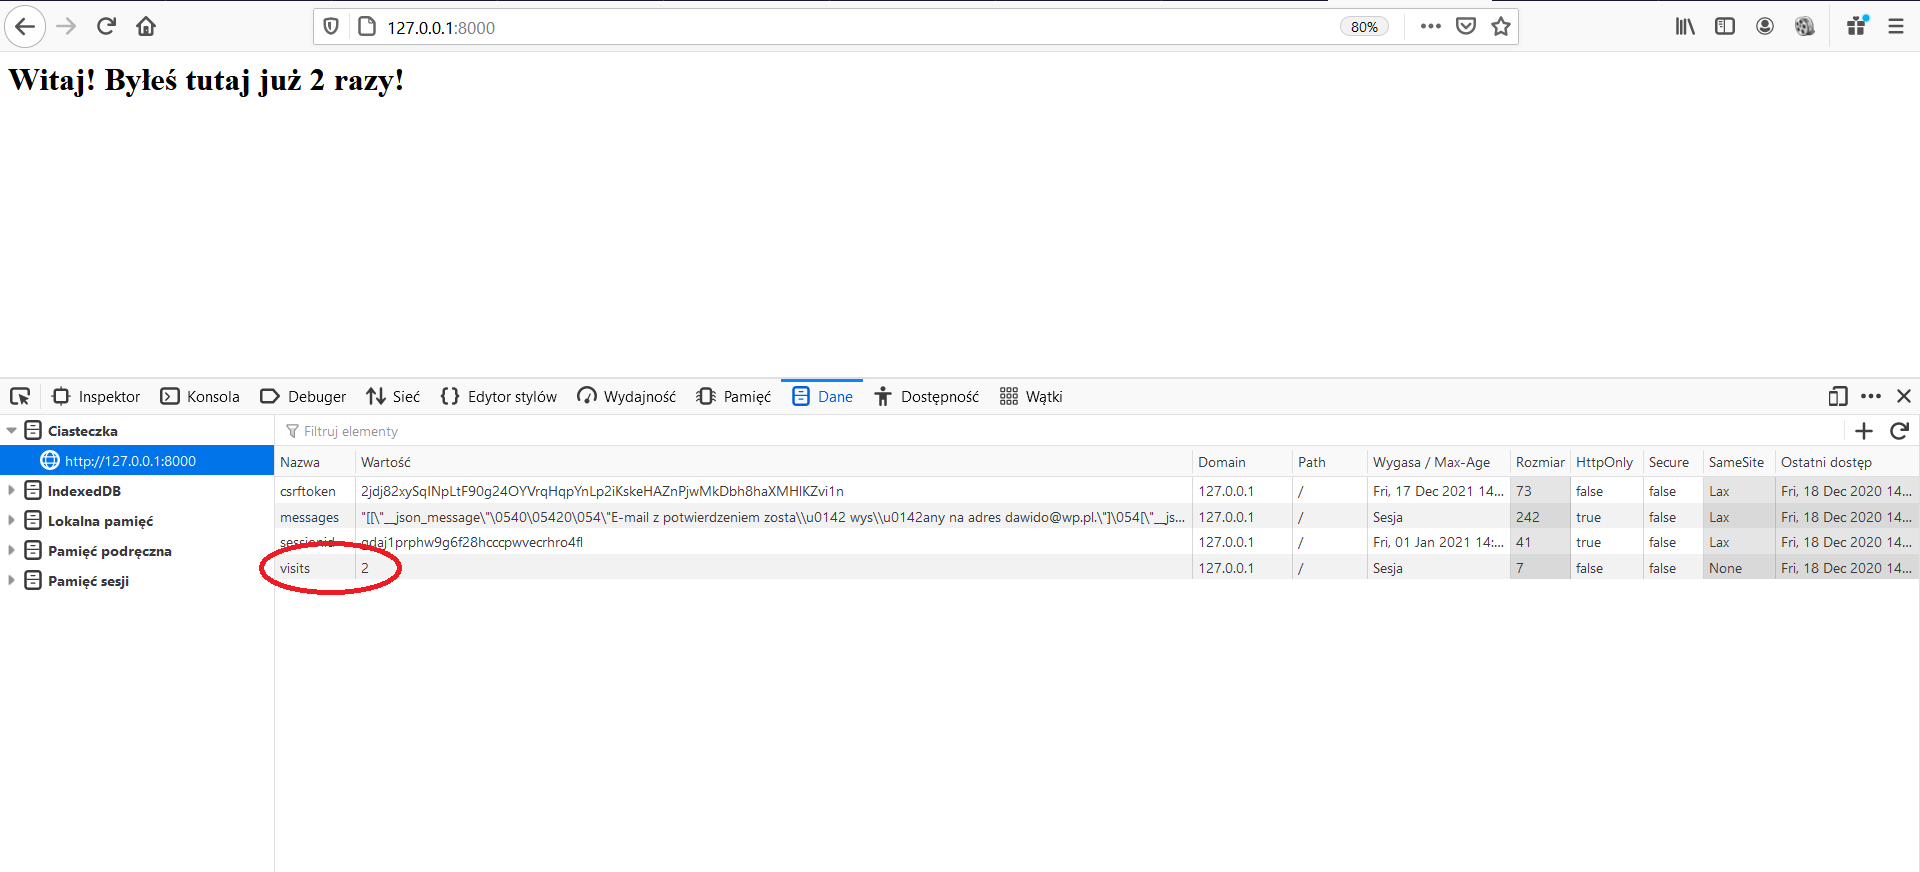 127.0.0.1:8000
80%
Witaj! Byłeś tutaj już 2 razy!
Inspektor Konsola Debuger Sieć Edytor stylów Wydajność Pamięć Dane Dostępność Wątki
Ciasteczka
http://127.0.0.1:8000
IndexedDB
Lokalna pamięć
Pamięć podręczna
Pamięć sesji
Filtruj elementy
Nazwa Wartość Domain Path Wygasa / Max-Age Rozmiar HttpOnly Secure SameSite Ostatni dostęp
csrftoken 2jdj82xySqINpLtF90g24OYVrqHqpYnLp2iKskeHAZnPjwMkDbh8haXMHlKZvi1n 127.0.0.1 / Fri, 17 Dec 2021 14... 73 false false Lax Fri, 18 Dec 2020 14...
messages "[[\"__json_message\"\0540\05420\054\"E-mail z potwierdzeniem zosta\\u0142 wys\\u0142any na adres dawido@wp.pl.\"]\054[\"__js... 127.0.0.1 / Sesja 242 true false Lax Fri, 18 Dec 2020 14...
sessionid qdaj1prphw9g6f28hcccpwvecrhro4fl 127.0.0.1 / Fri, 01 Jan 2021 14:... 41 true false Lax Fri, 18 Dec 2020 14...
visits 2 127.0.0.1 / Sesja 7 false false None Fri, 18 Dec 2020 14...